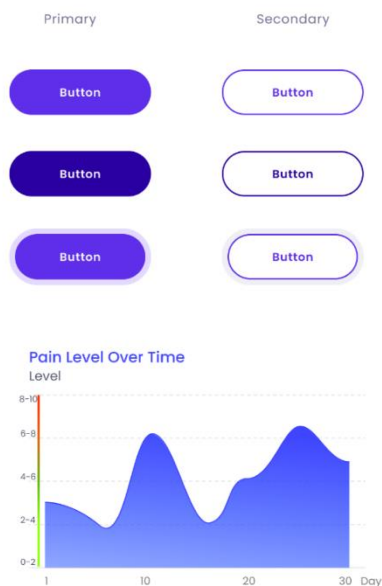 Primary Secondary
Button Button
Button Button
Button Button
Pain Level Over Time
Level
8-10
6-8
4-6
2-4
0-2
1 10 20 30 Day